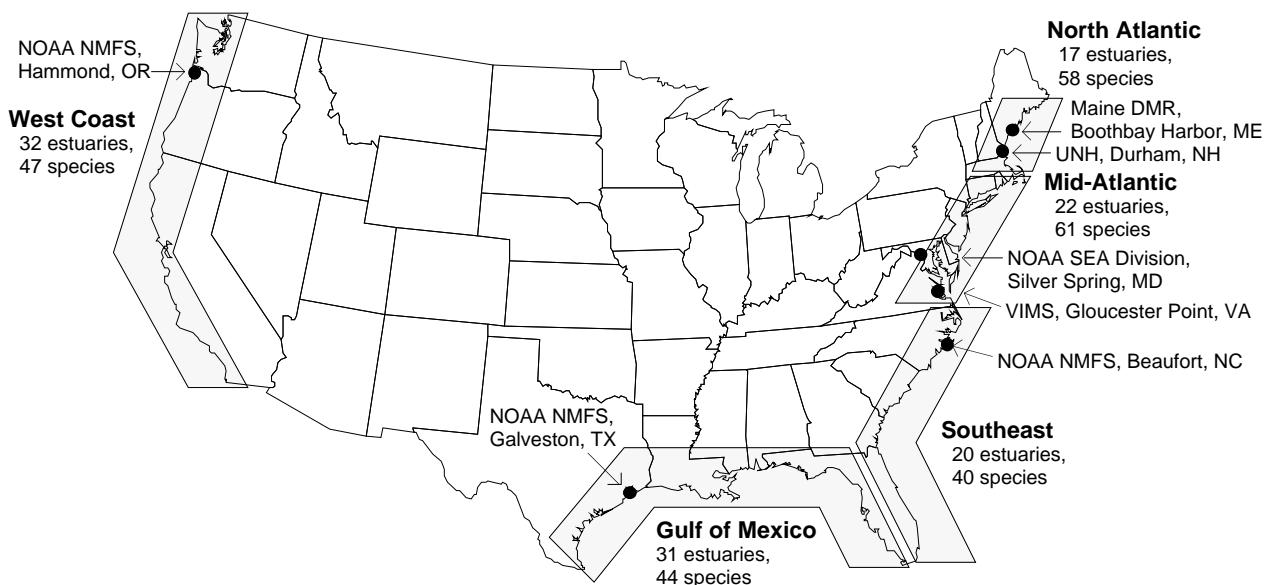 NOAA NMFS,
Hammond, OR
West Coast
32 estuaries,
47 species
North Atlantic
17 estuaries,
58 species
Maine DMR,
Boothbay Harbor, ME
UNH, Durham, NH
Mid-Atlantic
22 estuaries,
61 species
NOAA SEA Division,
Silver Spring, MD
VIMS, Gloucester Point, VA
NOAA NMFS, Beaufort, NC
Southeast
20 estuaries,
40 species
NOAA NMFS,
Galveston, TX
Gulf of Mexico
31 estuaries,
44 species